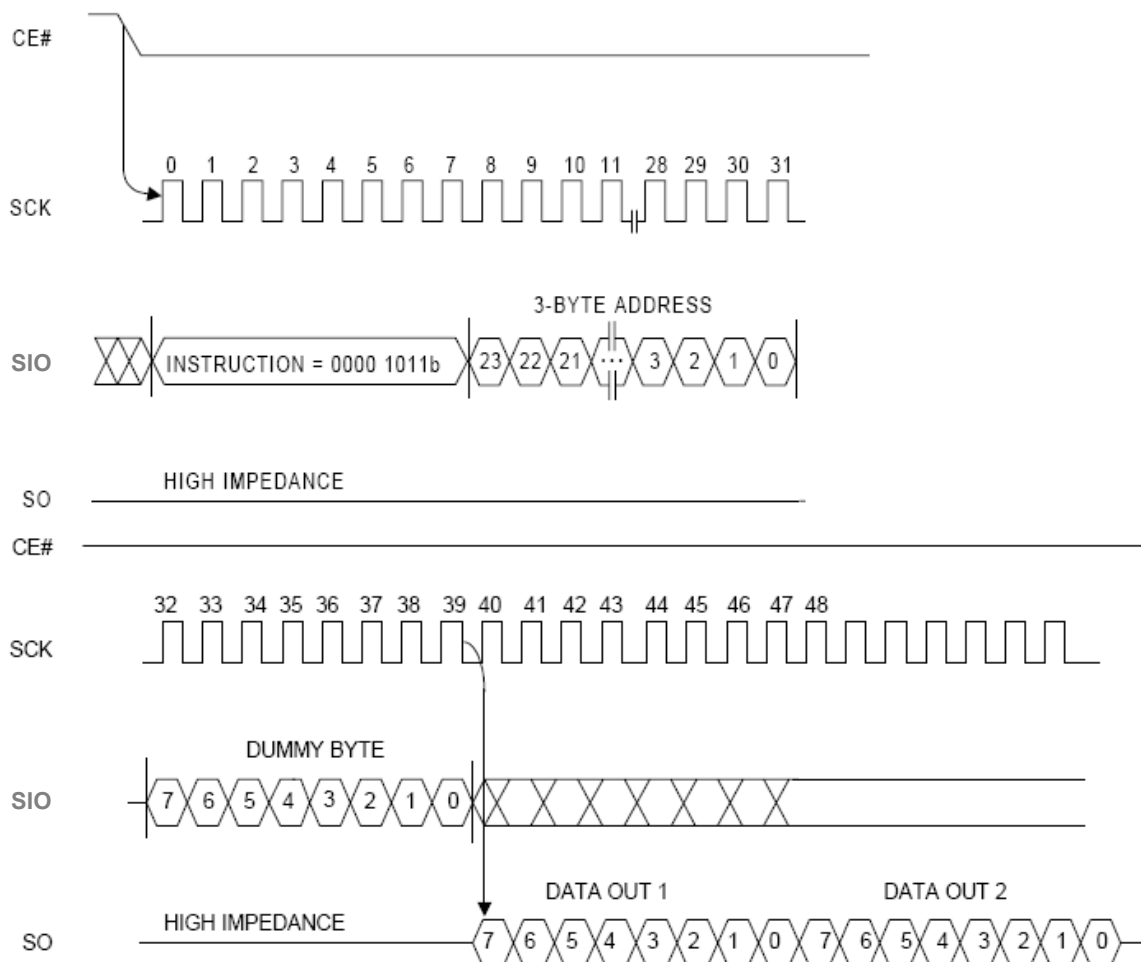 CE#
0 1 2 3 4 5 6 7 8 9 10 11 28 29 30 31
SCK
3-BYTE ADDRESS
SIO INSTRUCTION = 0000 1011b 23 22 21 ... 3 2 1 0
HIGH IMPEDANCE
SO
CE#
32 33 34 35 36 37 38 39 40 41 42 43 44 45 46 47 48
SCK
DUMMY BYTE
SIO 7 6 5 4 3 2 1 0
DATA OUT 1 DATA OUT 2
HIGH IMPEDANCE
SO 7 6 5 4 3 2 1 0 7 6 5 4 3 2 1 0